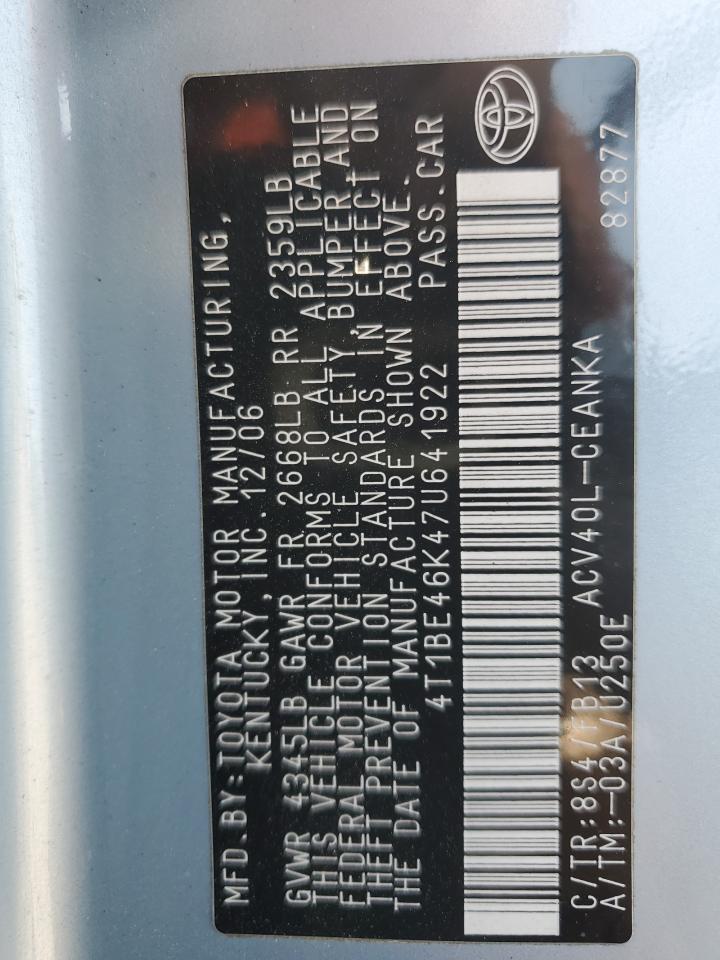 MFD.BY:TOYOTA MOTOR MANUFACTURING,
KENTUCKY,INC.12/06
GVWR 4345LB GAWR FR 2668LB RR 2359LB
THIS VEHICLE CONFORMS TO ALL APPLICABLE
FEDERAL MOTOR VEHICLE SAFETY, BUMPER,AND
THEFT PREVENTION STANDARDS IN EFFECT ON
THE DATE OF MANUFACTURE SHOWN ABOVE.
4T1BE46K47U641922 PASS.CAR
C/TR:8S4/FB13 ACV40L-CEANKA
A/TM:-03A/U250E 82877